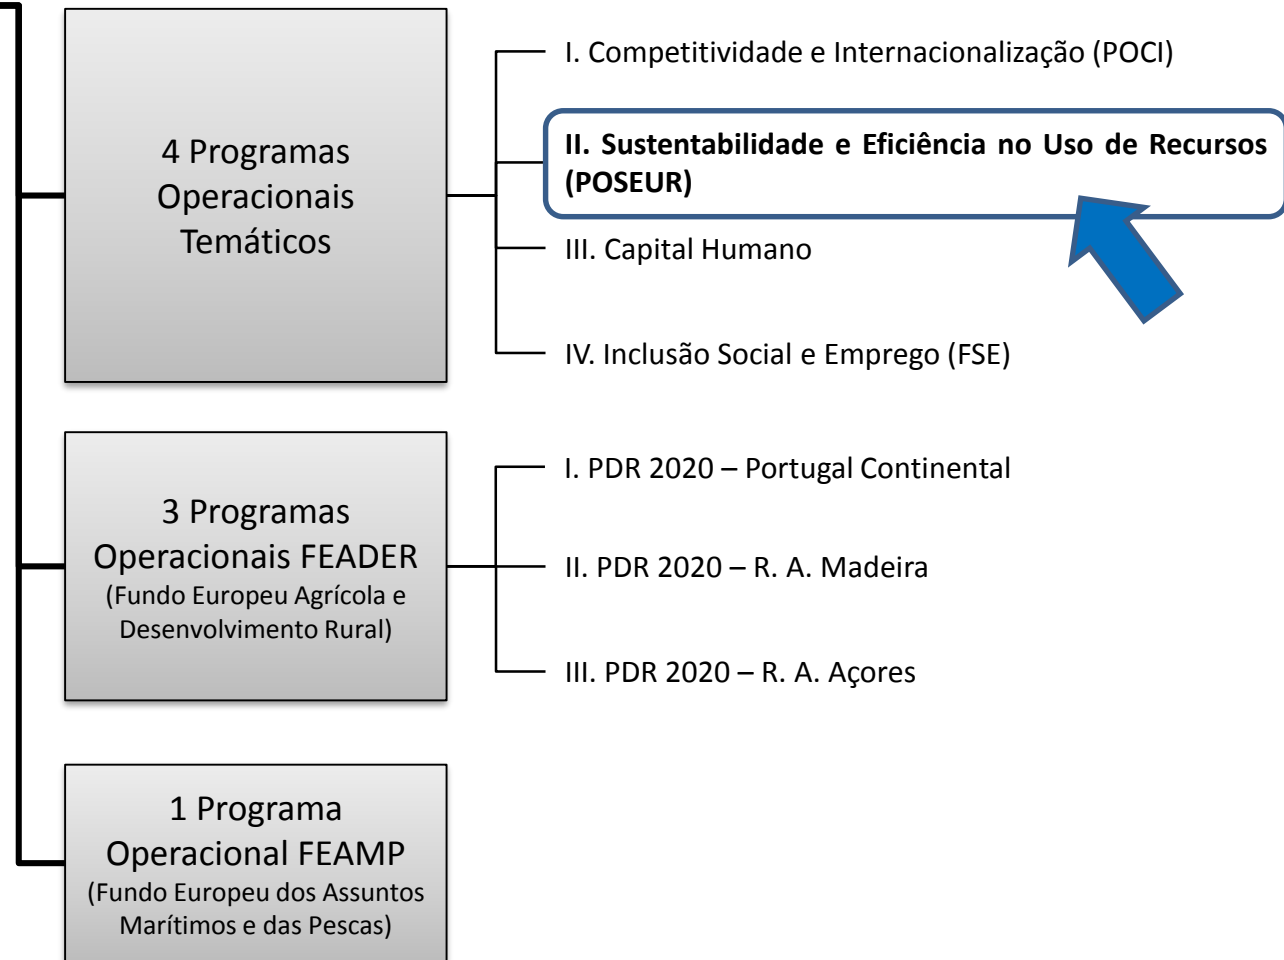 4 Programas
Operacionais
Temáticos
I. Competitividade e Internacionalização (POCI)
II. Sustentabilidade e Eficiência no Uso de Recursos
(POSEUR)
III. Capital Humano
IV. Inclusão Social e Emprego (FSE)
3 Programas
Operacionais FEADER
(Fundo Europeu Agrícola e
Desenvolvimento Rural)
I. PDR 2020 – Portugal Continental
II. PDR 2020 – R. A. Madeira
III. PDR 2020 – R. A. Açores
1 Programa
Operacional FEAMP
(Fundo Europeu dos Assuntos
Marítimos e das Pescas)